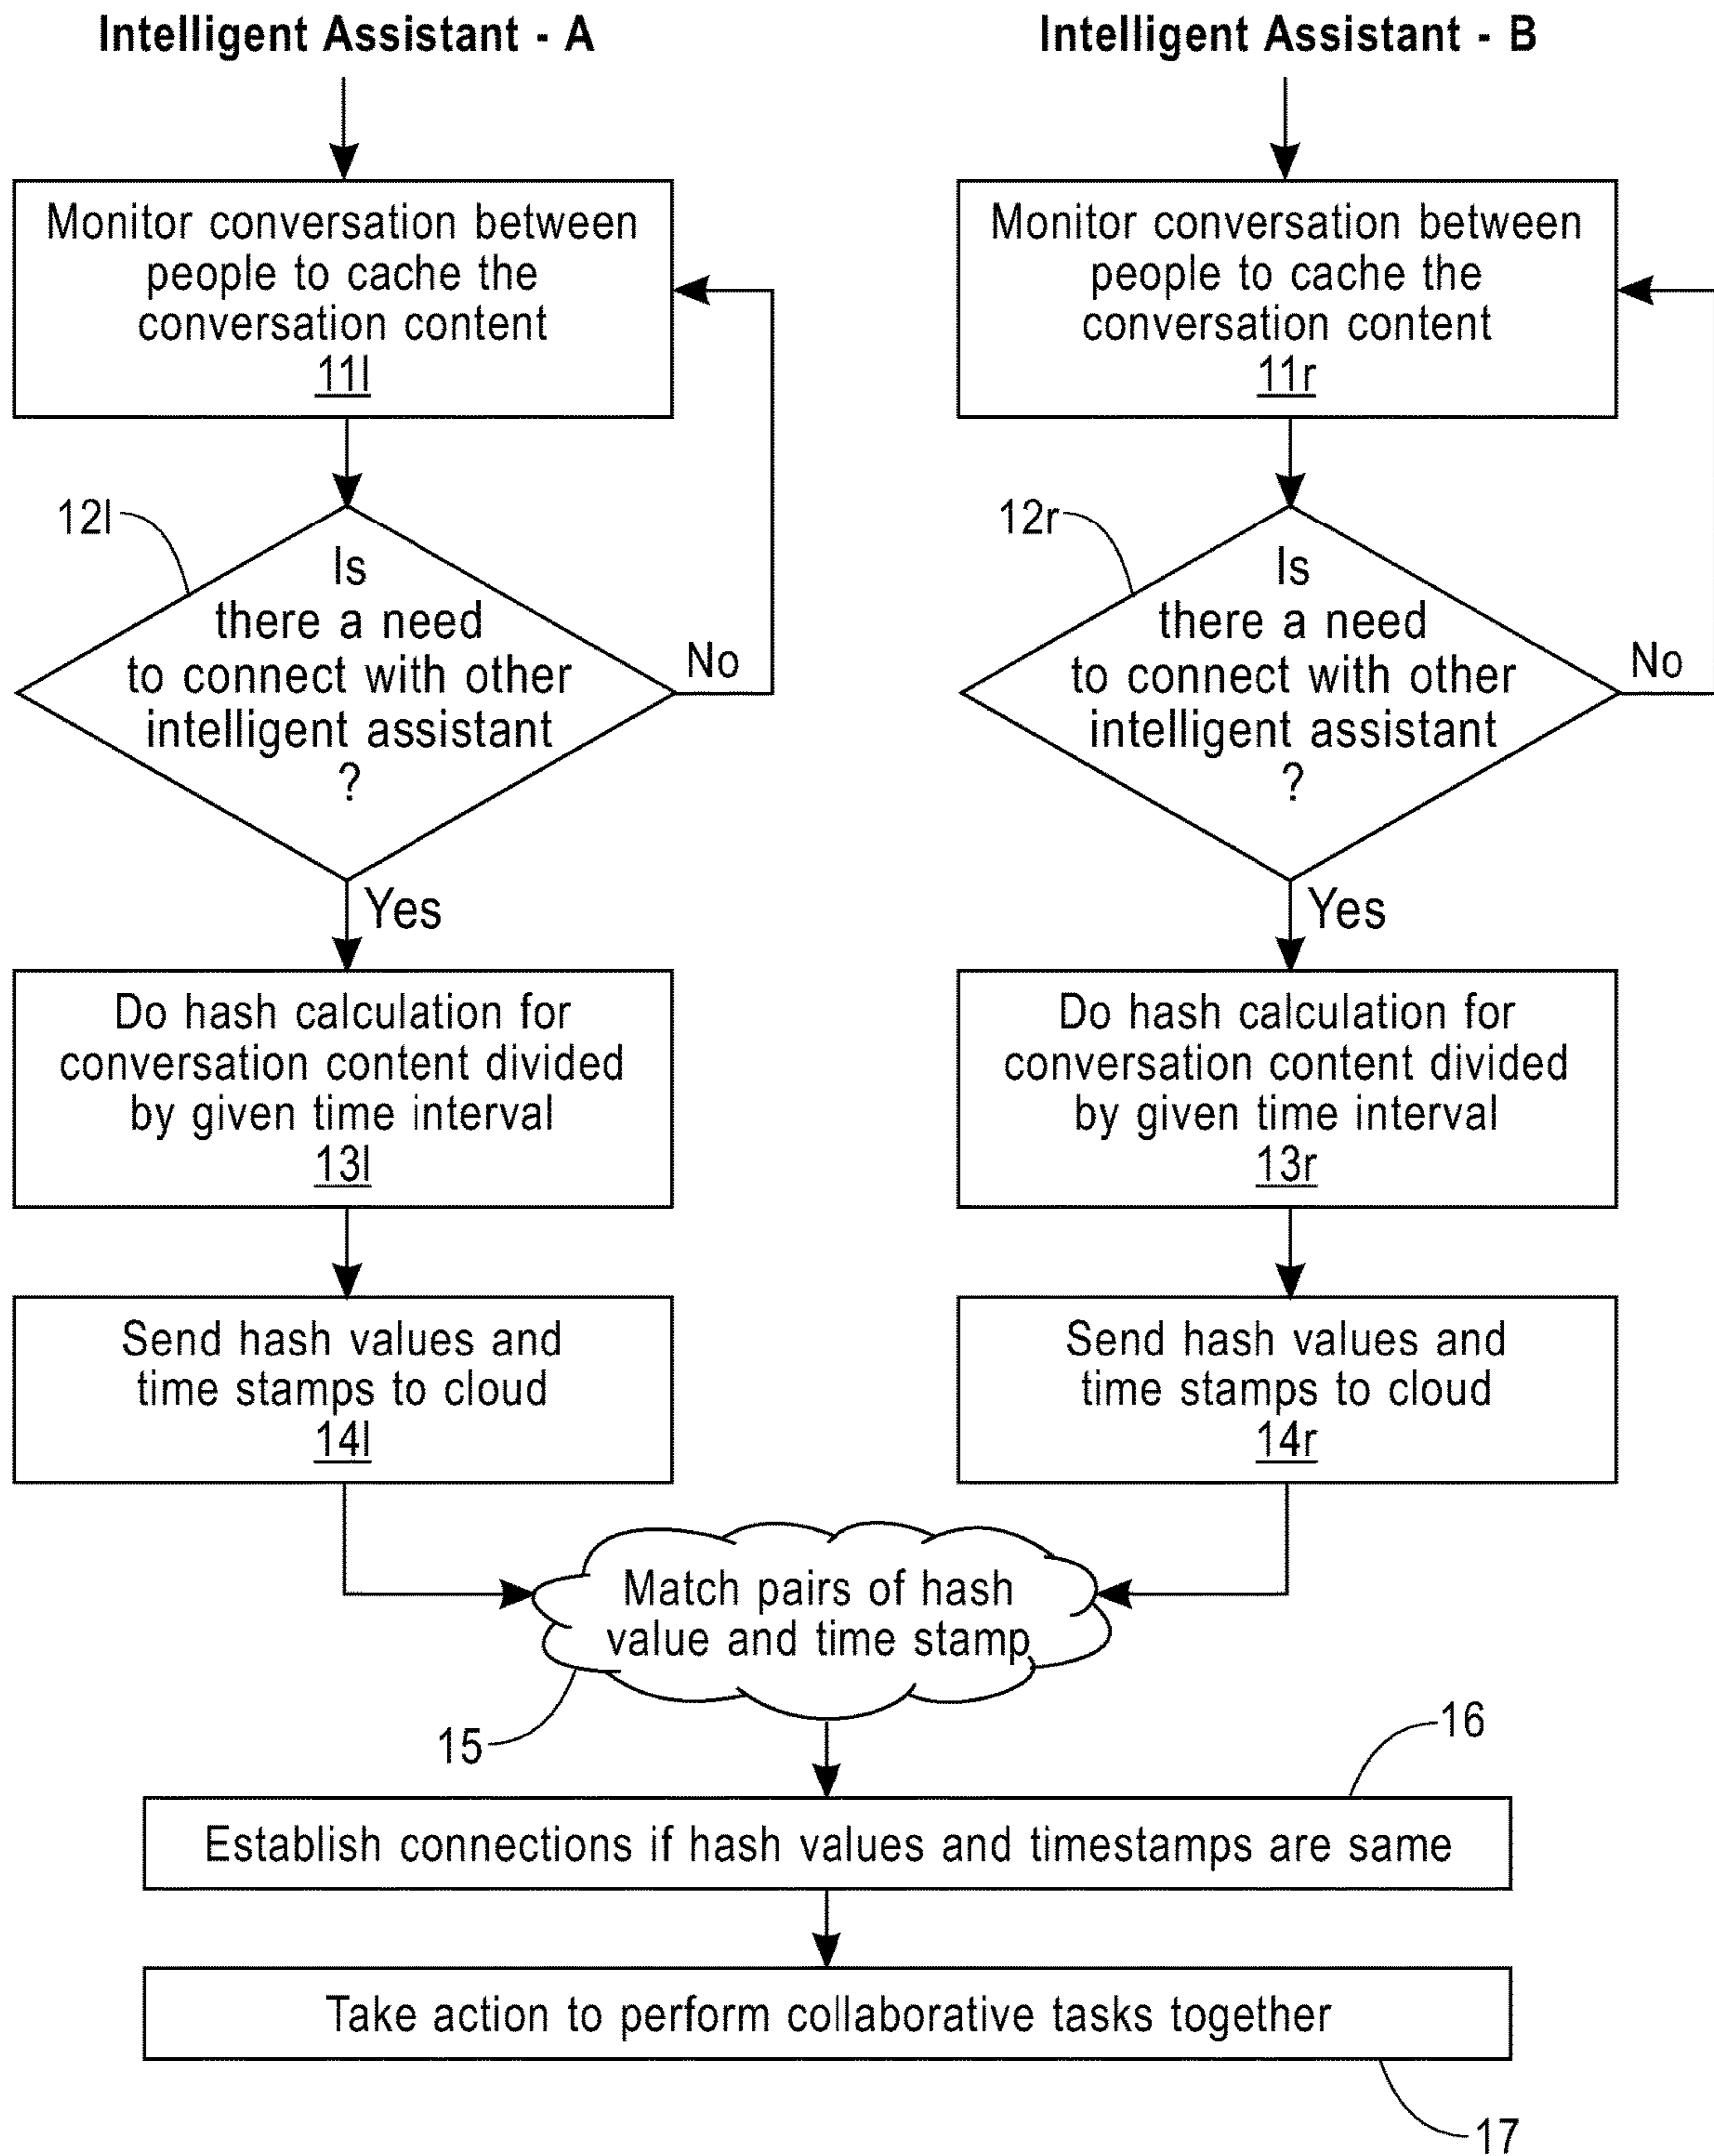 Intelligent Assistant - A
Monitor conversation between
people to cache the
conversation content
11l
12l
Is
there a need
to connect with other
intelligent assistant
?
No
Yes
Do hash calculation for
conversation content divided
by given time interval
13l
Send hash values and
time stamps to cloud
14l
Intelligent Assistant - B
Monitor conversation between
people to cache the
conversation content
11r
12r
Is
there a need
to connect with other
intelligent assistant
?
No
Yes
Do hash calculation for
conversation content divided
by given time interval
13r
Send hash values and
time stamps to cloud
14r
Match pairs of hash
value and time stamp
15
16
Establish connections if hash values and timestamps are same
Take action to perform collaborative tasks together
17